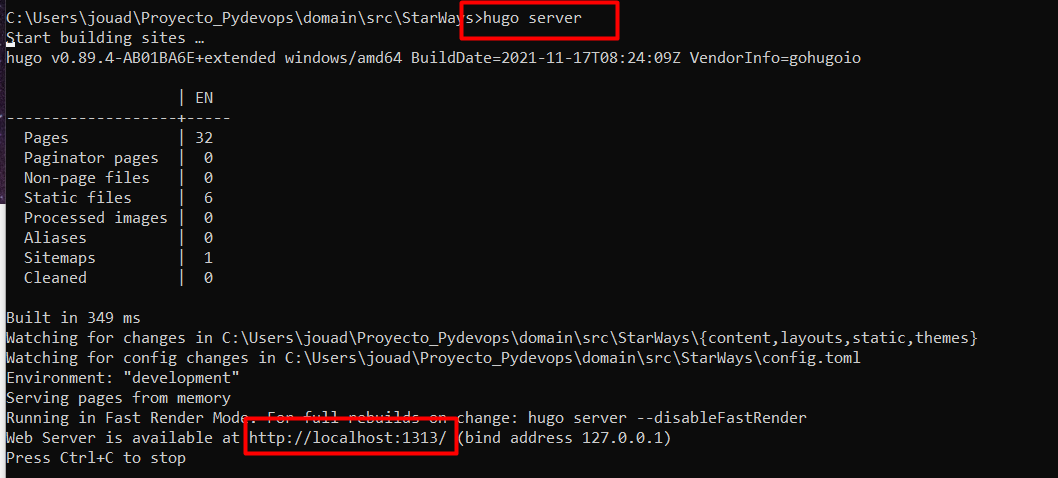 C:\Users\jouad\Proyecto_Pydevops\domain\src\StarWays>hugo server
Start building sites …
hugo v0.89.4-AB01BA6E+extended windows/amd64 BuildDate=2021-11-17T08:24:09Z VendorInfo=gohugoio
| EN
-------------------+-----
Pages | 32
Paginator pages | 0
Non-page files | 0
Static files | 6
Processed images | 0
Aliases | 0
Sitemaps | 1
Cleaned | 0
Built in 349 ms
Watching for changes in C:\Users\jouad\Proyecto_Pydevops\domain\src\StarWays\{content,layouts,static,themes}
Watching for config changes in C:\Users\jouad\Proyecto_Pydevops\domain\src\StarWays\config.toml
Environment: "development"
Serving pages from memory
Running in Fast Render Mode. For full rebuilds on change: hugo server --disableFastRender
Web Server is available at http://localhost:1313/ (bind address 127.0.0.1)
Press Ctrl+C to stop